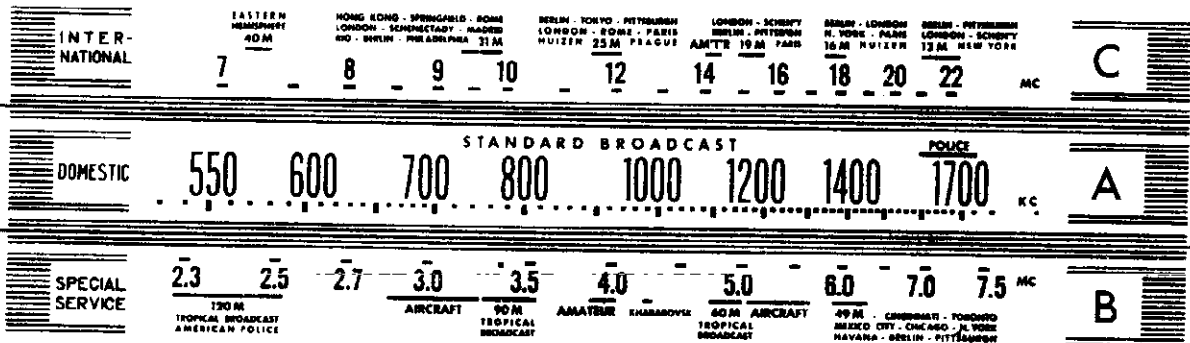 EASTERN HONG KONG - SPRINGFIELD - ROME BERLIN - TOKYO - PITTSBURGH LONDON - SCHEN'Y BERLIN - LONDON BERLIN - PITTSBURGH
INTER- HEMISPHERE LONDON - SCHENECTADY - MADRID LONDON - ROME - PARIS BERLIN - PITTSB'GH N. YORK - PARIS LONDON - SCHEN'Y
NATIONAL 40 M RIO - BERLIN - PHILADELPHIA 31 M HUIZEN 25 M PRAGUE AM'T'R 19 M PARIS 16 M HUIZEN 13 M NEW YORK
7 8 9 10 12 14 16 18 20 22 MC C
STANDARD BROADCAST POLICE
DOMESTIC 550 600 700 800 1000 1200 1400 1700 KC A
SPECIAL 2.3 2.5 2.7 3.0 3.5 4.0 5.0 6.0 7.0 7.5 MC B
SERVICE 120 M AIRCRAFT 90 M AMATEUR KHABAROVSK 60 M AIRCRAFT 49 M - CINCINNATI - TORONTO
TROPICAL BROADCAST TROPICAL TROPICAL MEXICO CITY - CHICAGO - N. YORK
AMERICAN POLICE BROADCAST BROADCAST HAVANA - BERLIN - PITTSBURGH